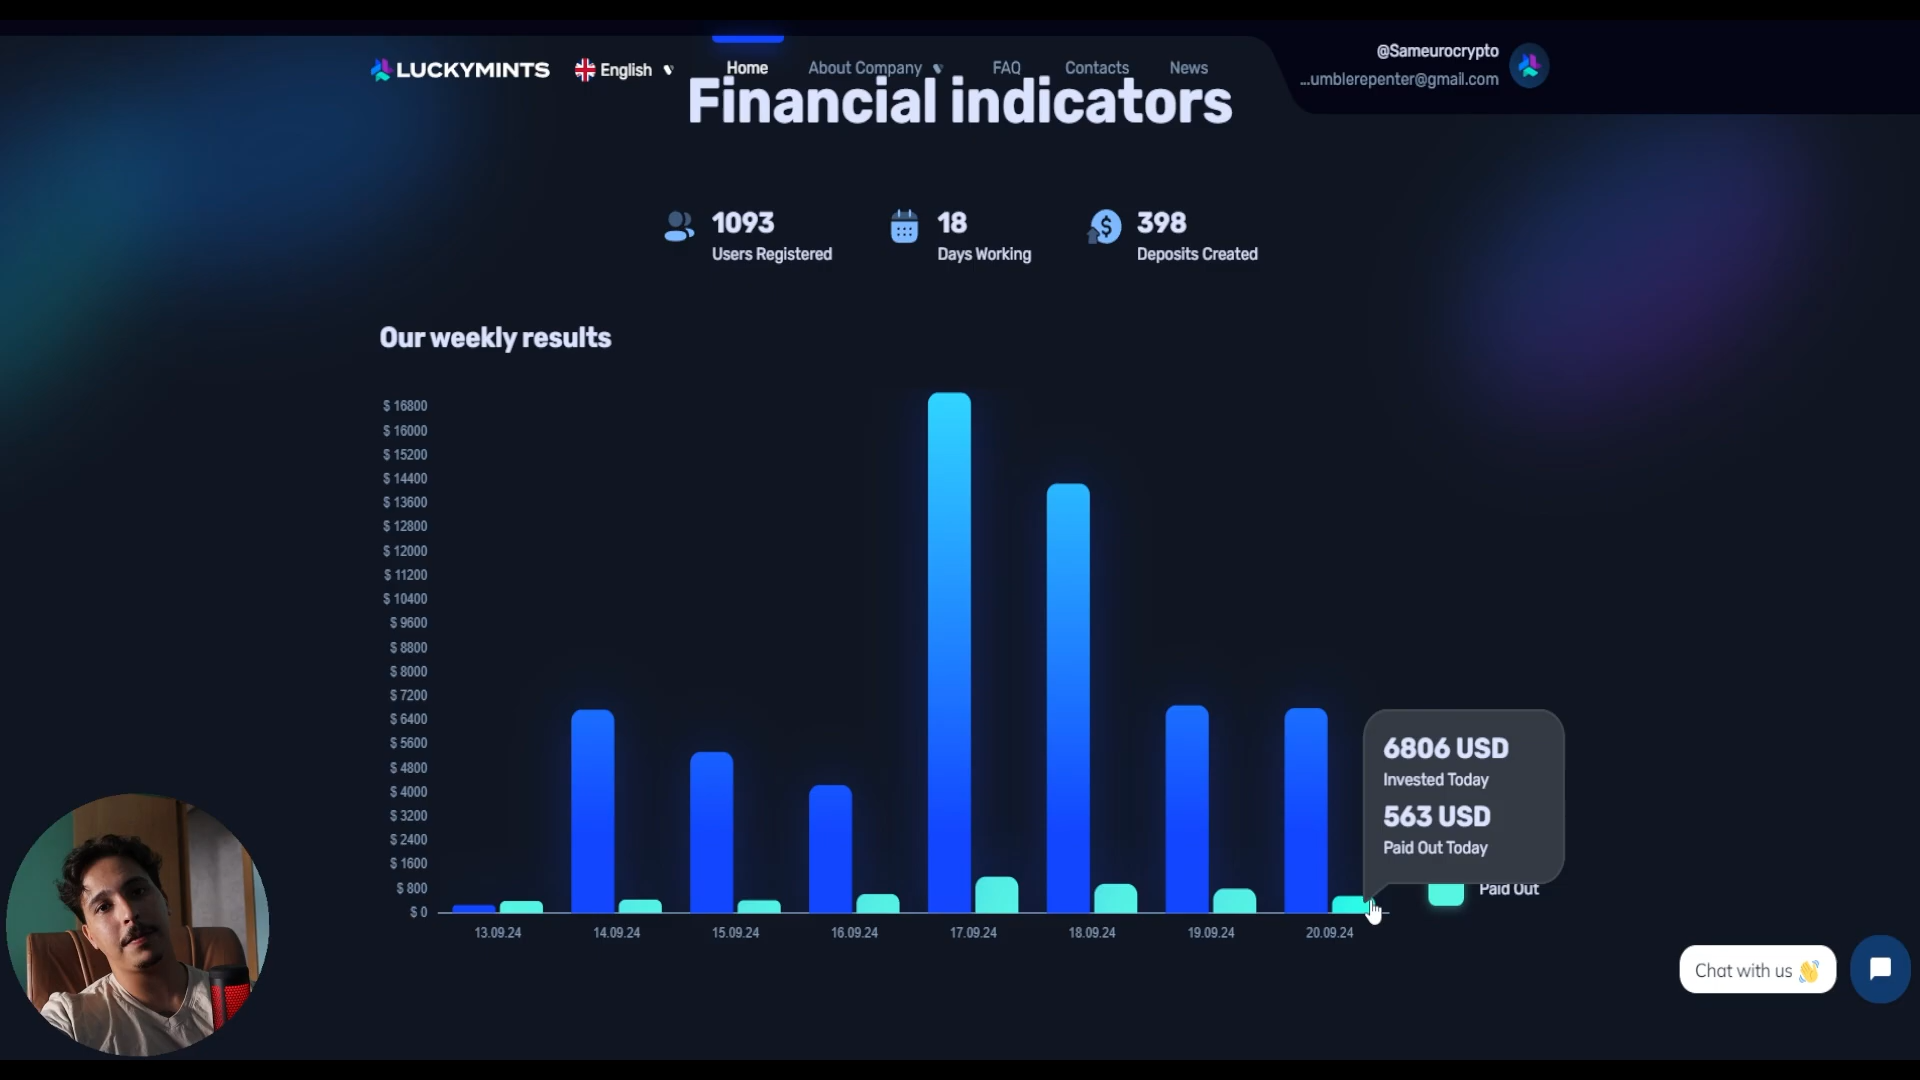 LUCKYMINTS
English
Home
About Company
FAQ
Contacts
News
@Sameurocrypto
...umblerepenter@gmail.com
Financial indicators
1093
Users Registered
18
Days Working
398
Deposits Created
Our weekly results
$ 16800
$ 16000
$ 15200
$ 14400
$ 13600
$ 12800
$ 12000
$ 11200
$ 10400
$ 9600
$ 8800
$ 8000
$ 7200
$ 6400
$ 5600
$ 4800
$ 4000
$ 3200
$ 2400
$ 1600
$ 800
$ 0
13.09.24
14.09.24
15.09.24
16.09.24
17.09.24
18.09.24
19.09.24
20.09.24
6806 USD
Invested Today
563 USD
Paid Out Today
Paid Out
Chat with us 👋